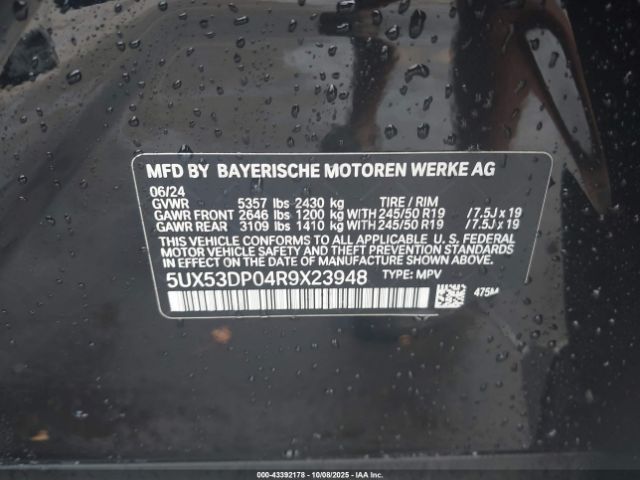 MFD BY BAYERISCHE MOTOREN WERKE AG
06/24
GVWR 5357 lbs 2430 kg TIRE / RIM
GAWR FRONT 2646 lbs 1200 kg WITH 245/50 R19 /7.5J x 19
GAWR REAR 3109 lbs 1410 kg WITH 245/50 R19 /7.5J x 19
THIS VEHICLE CONFORMS TO ALL APPLICABLE U. S. FEDERAL
MOTOR VEHICLE SAFETY AND THEFT PREVENTION STANDARDS
IN EFFECT ON THE DATE OF MANUFACTURE SHOWN ABOVE.
5UX53DP04R9X23948 TYPE: MPV
475M
000-43392178 - 10/08/2025 - IAA Inc.